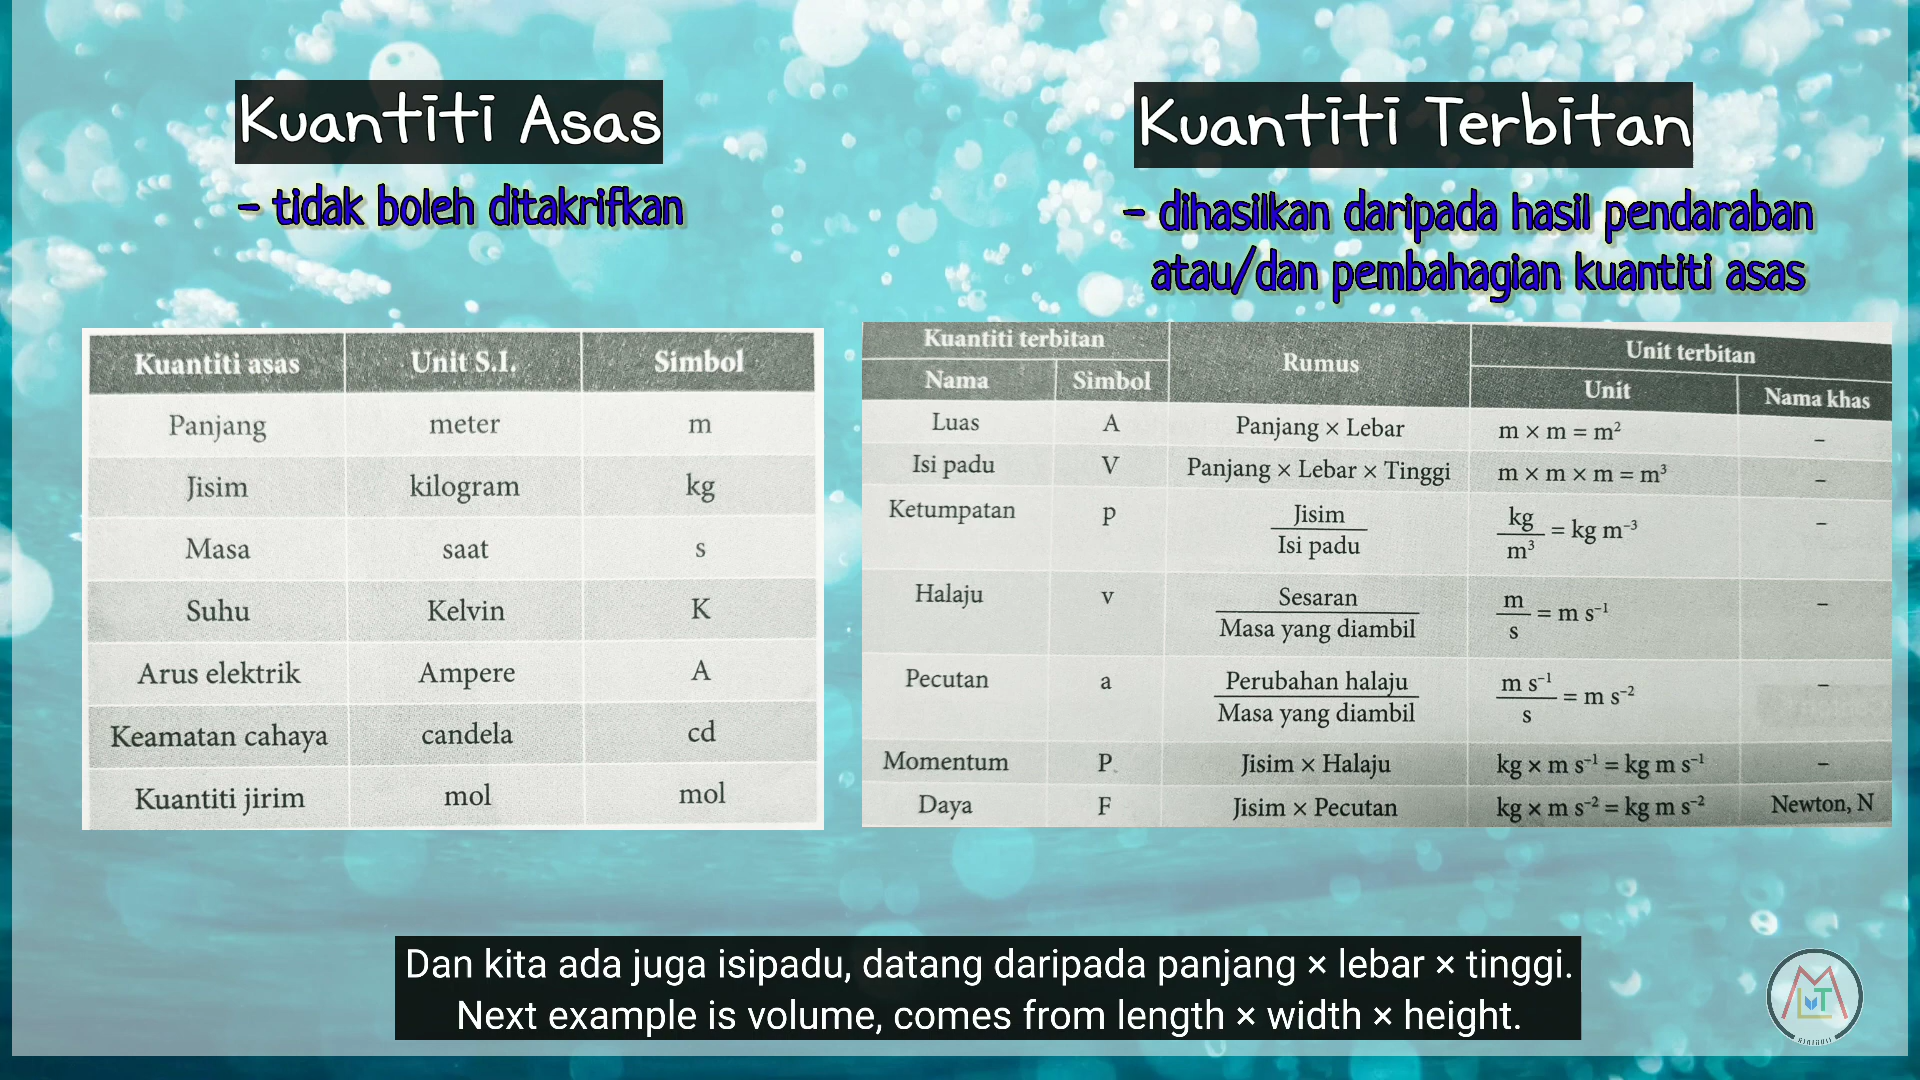 Kuantiti Asas
- tidak boleh ditakrifkan
Kuantiti asas Unit S.I. Simbol
Panjang meter m
Jisim kilogram kg
Masa saat s
Suhu Kelvin K
Arus elektrik Ampere A
Keamatan cahaya candela cd
Kuantiti jirim mol mol
Kuantiti Terbitan
- dihasilkan daripada hasil pendaraban
atau/dan pembahagian kuantiti asas
Kuantiti terbitan Rumus Unit terbitan
Nama Simbol Unit Nama khas
Luas A Panjang × Lebar m × m = m² –
Isi padu V Panjang × Lebar × Tinggi m × m × m = m³ –
Ketumpatan p Jisim / Isi padu kg / m³ = kg m⁻³ –
Halaju v Sesaran / Masa yang diambil m / s = m s⁻¹ –
Pecutan a Perubahan halaju / Masa yang diambil m s⁻¹ / s = m s⁻² –
Momentum P Jisim × Halaju kg × m s⁻¹ = kg m s⁻¹ –
Daya F Jisim × Pecutan kg × m s⁻² = kg m s⁻² Newton, N
Dan kita ada juga isipadu, datang daripada panjang × lebar × tinggi.
Next example is volume, comes from length × width × height.